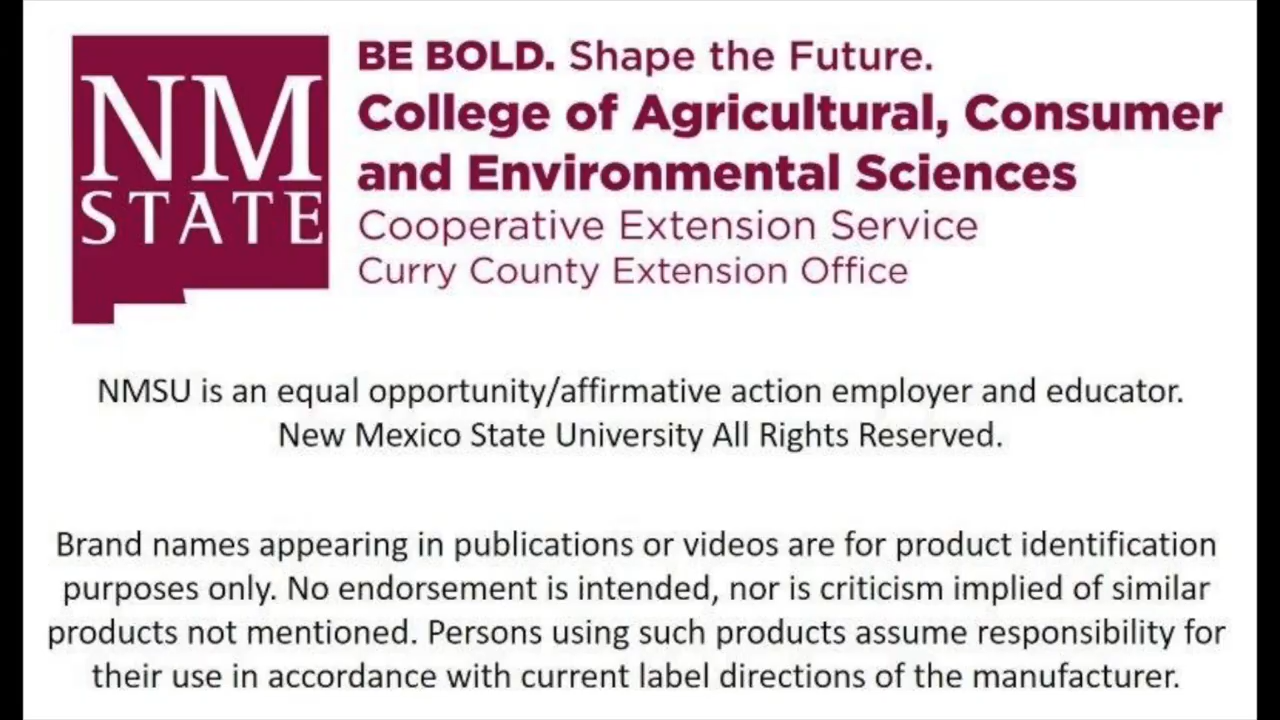 NM
STATE
BE BOLD. Shape the Future.
College of Agricultural, Consumer
and Environmental Sciences
Cooperative Extension Service
Curry County Extension Office
NMSU is an equal opportunity/affirmative action employer and educator.
New Mexico State University All Rights Reserved.
Brand names appearing in publications or videos are for product identification
purposes only. No endorsement is intended, nor is criticism implied of similar
products not mentioned. Persons using such products assume responsibility for
their use in accordance with current label directions of the manufacturer.